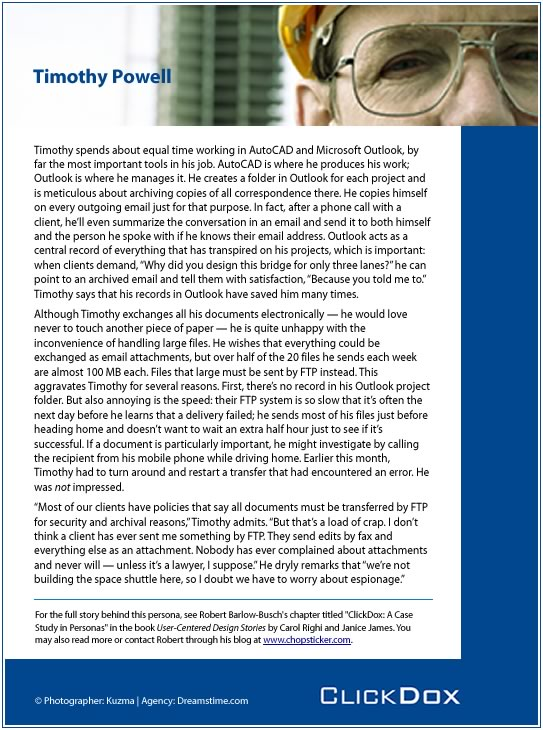 Timothy Powell
Timothy spends about equal time working in AutoCAD and Microsoft Outlook, by
far the most important tools in his job. AutoCAD is where he produces his work;
Outlook is where he manages it. He creates a folder in Outlook for each project and
is meticulous about archiving copies of all correspondence there. He copies himself
on every outgoing email just for that purpose. In fact, after a phone call with a
client, he'll even summarize the conversation in an email and send it to both himself
and the person he spoke with if he knows their email address. Outlook acts as a
central record of everything that has transpired on his projects, which is important:
when clients demand, “Why did you design this bridge for only three lanes?” he can
point to an archived email and tell them with satisfaction, “Because you told me to.”
Timothy says that his records in Outlook have saved him many times.
Although Timothy exchanges all his documents electronically — he would love
never to touch another piece of paper — he is quite unhappy with the
inconvenience of handling large files. He wishes that everything could be
exchanged as email attachments, but over half of the 20 files he sends each week
are almost 100 MB each. Files that large must be sent by FTP instead. This
aggravates Timothy for several reasons. First, there's no record in his Outlook project
folder. But also annoying is the speed: their FTP system is so slow that it's often the
next day before he learns that a delivery failed; he sends most of his files just before
heading home and doesn't want to wait an extra half hour just to see if it's
successful. If a document is particularly important, he might investigate by calling
the recipient from his mobile phone while driving home. Earlier this month,
Timothy had to turn around and restart a transfer that had encountered an error. He
was not impressed.
“Most of our clients have policies that say all documents must be transferred by FTP
for security and archival reasons,” Timothy admits. “But that's a load of crap. I don't
think a client has ever sent me something by FTP. They send edits by fax and
everything else as an attachment. Nobody has ever complained about attachments
and never will — unless it's a lawyer, I suppose.” He dryly remarks that “we're not
building the space shuttle here, so I doubt we have to worry about espionage.”
For the full story behind this persona, see Robert Barlow-Busch's chapter titled "ClickDox: A Case
Study in Personas" in the book User-Centered Design Stories by Carol Righi and Janice James. You
may also read more or contact Robert through his blog at www.chopsticker.com.
© Photographer: Kuzma | Agency: Dreamstime.com
CLICKDOX